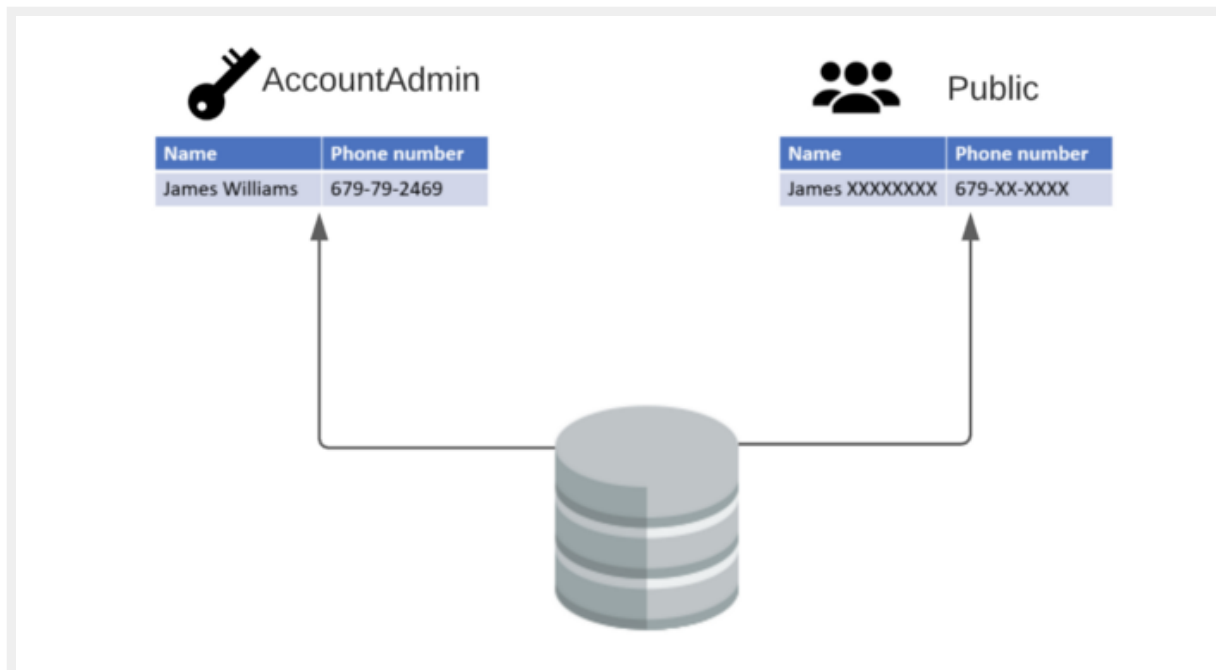 AccountAdmin
Name Phone number
James Williams 679-79-2469
Public
Name Phone number
James XXXXXXXX 679-XX-XXXX